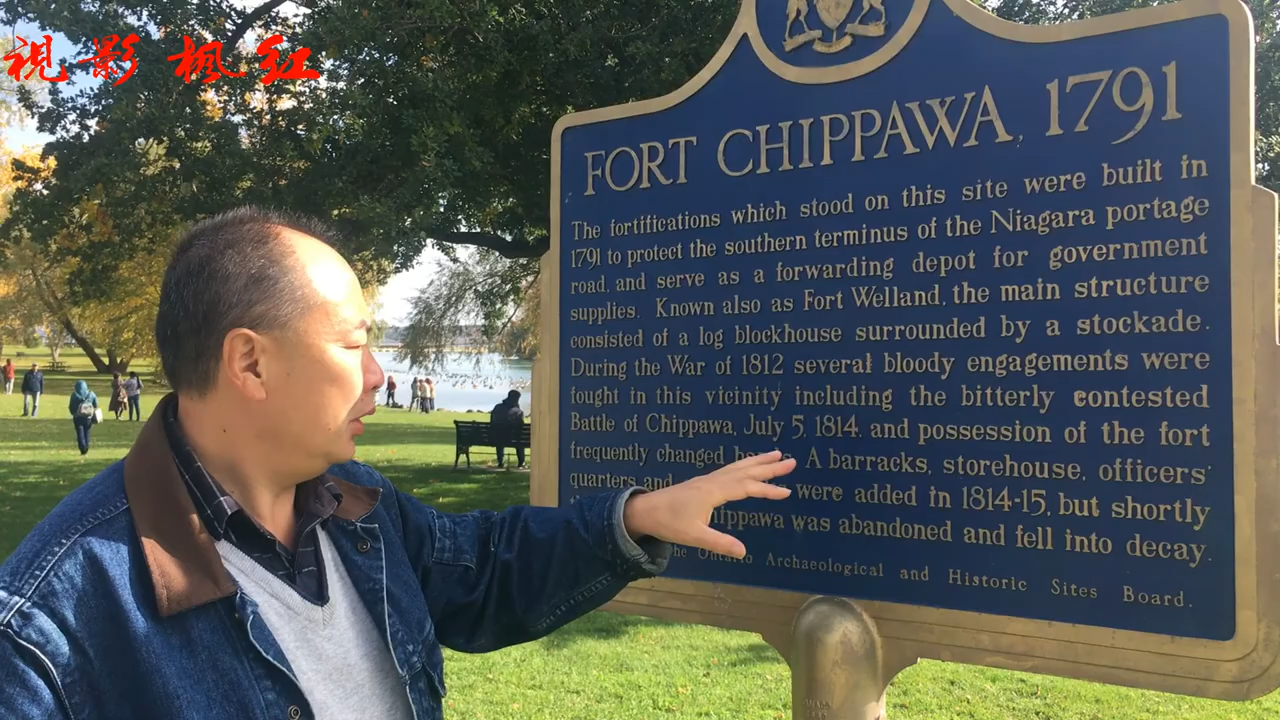 視影楓红
FORT CHIPPAWA, 1791
The fortifications which stood on this site were built in
1791 to protect the southern terminus of the Niagara portage
road, and serve as a forwarding depot for government
supplies. Known also as Fort Welland, the main structure
consisted of a log blockhouse surrounded by a stockade.
During the War of 1812 several bloody engagements were
fought in this vicinity including the bitterly contested
Battle of Chippawa, July 5, 1814, and possession of the fort
frequently changed A barracks, storehouse, officers'
quarters and were added in 1814-15, but shortly
was abandoned and fell into decay.
Ontario Archaeological and Historic Sites Board.